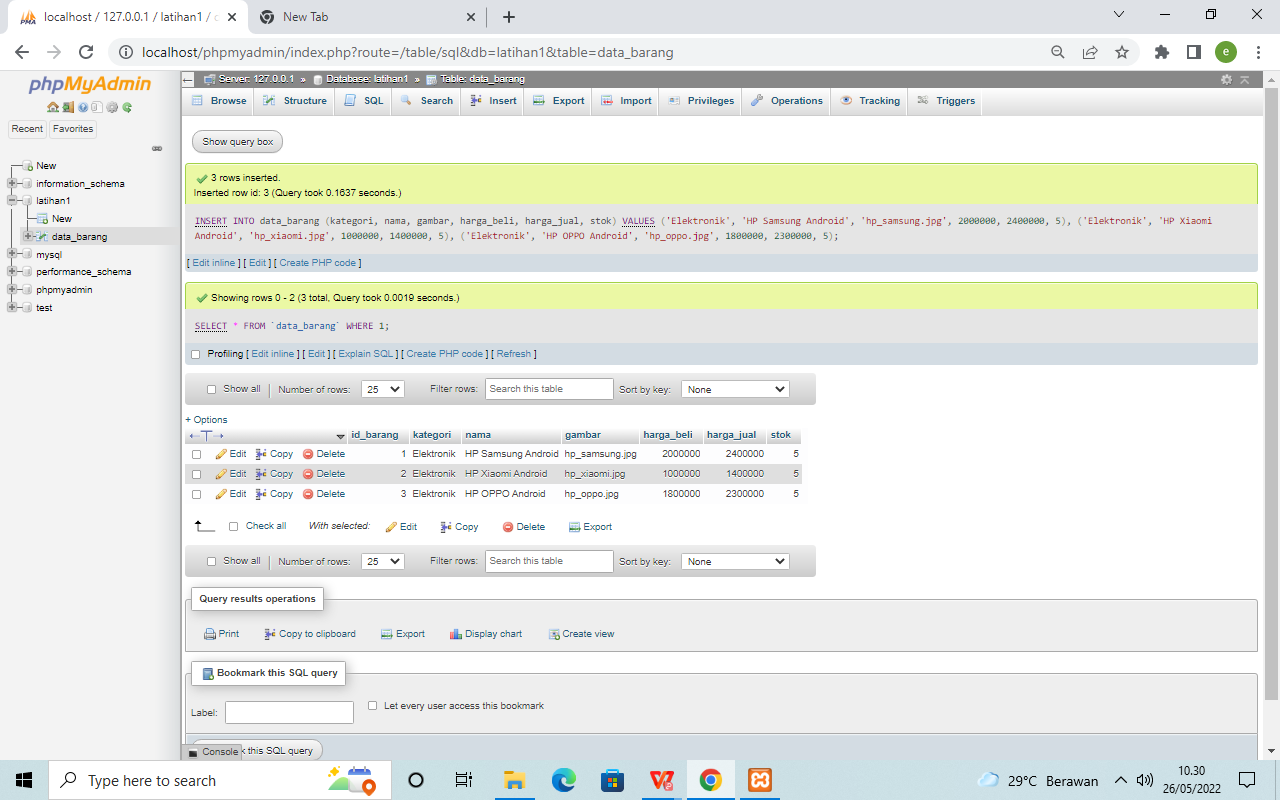 localhost / 127.0.0.1 / latihan1 / d
New Tab
localhost/phpmyadmin/index.php?route=/table/sql&db=latihan1&table=data_barang
e
phpMyAdmin
Recent Favorites
New
information_schema
latihan1
New
data_barang
mysql
performance_schema
phpmyadmin
test
Server: 127.0.0.1 » Database: latihan1 » Table: data_barang
Browse Structure SQL Search Insert Export Import Privileges Operations Tracking Triggers
Show query box
3 rows inserted.
Inserted row id: 3 (Query took 0.1637 seconds.)
INSERT INTO data_barang (kategori, nama, gambar, harga_beli, harga_jual, stok) VALUES ('Elektronik', 'HP Samsung Android', 'hp_samsung.jpg', 2000000, 2400000, 5), ('Elektronik', 'HP Xiaomi
Android', 'hp_xiaomi.jpg', 1000000, 1400000, 5), ('Elektronik', 'HP OPPO Android', 'hp_oppo.jpg', 1800000, 2300000, 5);
[ Edit inline ] [ Edit ] [ Create PHP code ]
Showing rows 0 - 2 (3 total, Query took 0.0019 seconds.)
SELECT * FROM `data_barang` WHERE 1;
Profiling [ Edit inline ] [ Edit ] [ Explain SQL ] [ Create PHP code ] [ Refresh ]
Show all Number of rows: 25 Filter rows: Search this table Sort by key: None
+ Options
id_barang kategori nama gambar harga_beli harga_jual stok
Edit Copy Delete 1 Elektronik HP Samsung Android hp_samsung.jpg 2000000 2400000 5
Edit Copy Delete 2 Elektronik HP Xiaomi Android hp_xiaomi.jpg 1000000 1400000 5
Edit Copy Delete 3 Elektronik HP OPPO Android hp_oppo.jpg 1800000 2300000 5
Check all With selected: Edit Copy Delete Export
Show all Number of rows: 25 Filter rows: Search this table Sort by key: None
Query results operations
Print Copy to clipboard Export Display chart Create view
Bookmark this SQL query
Label: Let every user access this bookmark
Console k this SQL query
Type here to search
29°C Berawan
10.30
26/05/2022